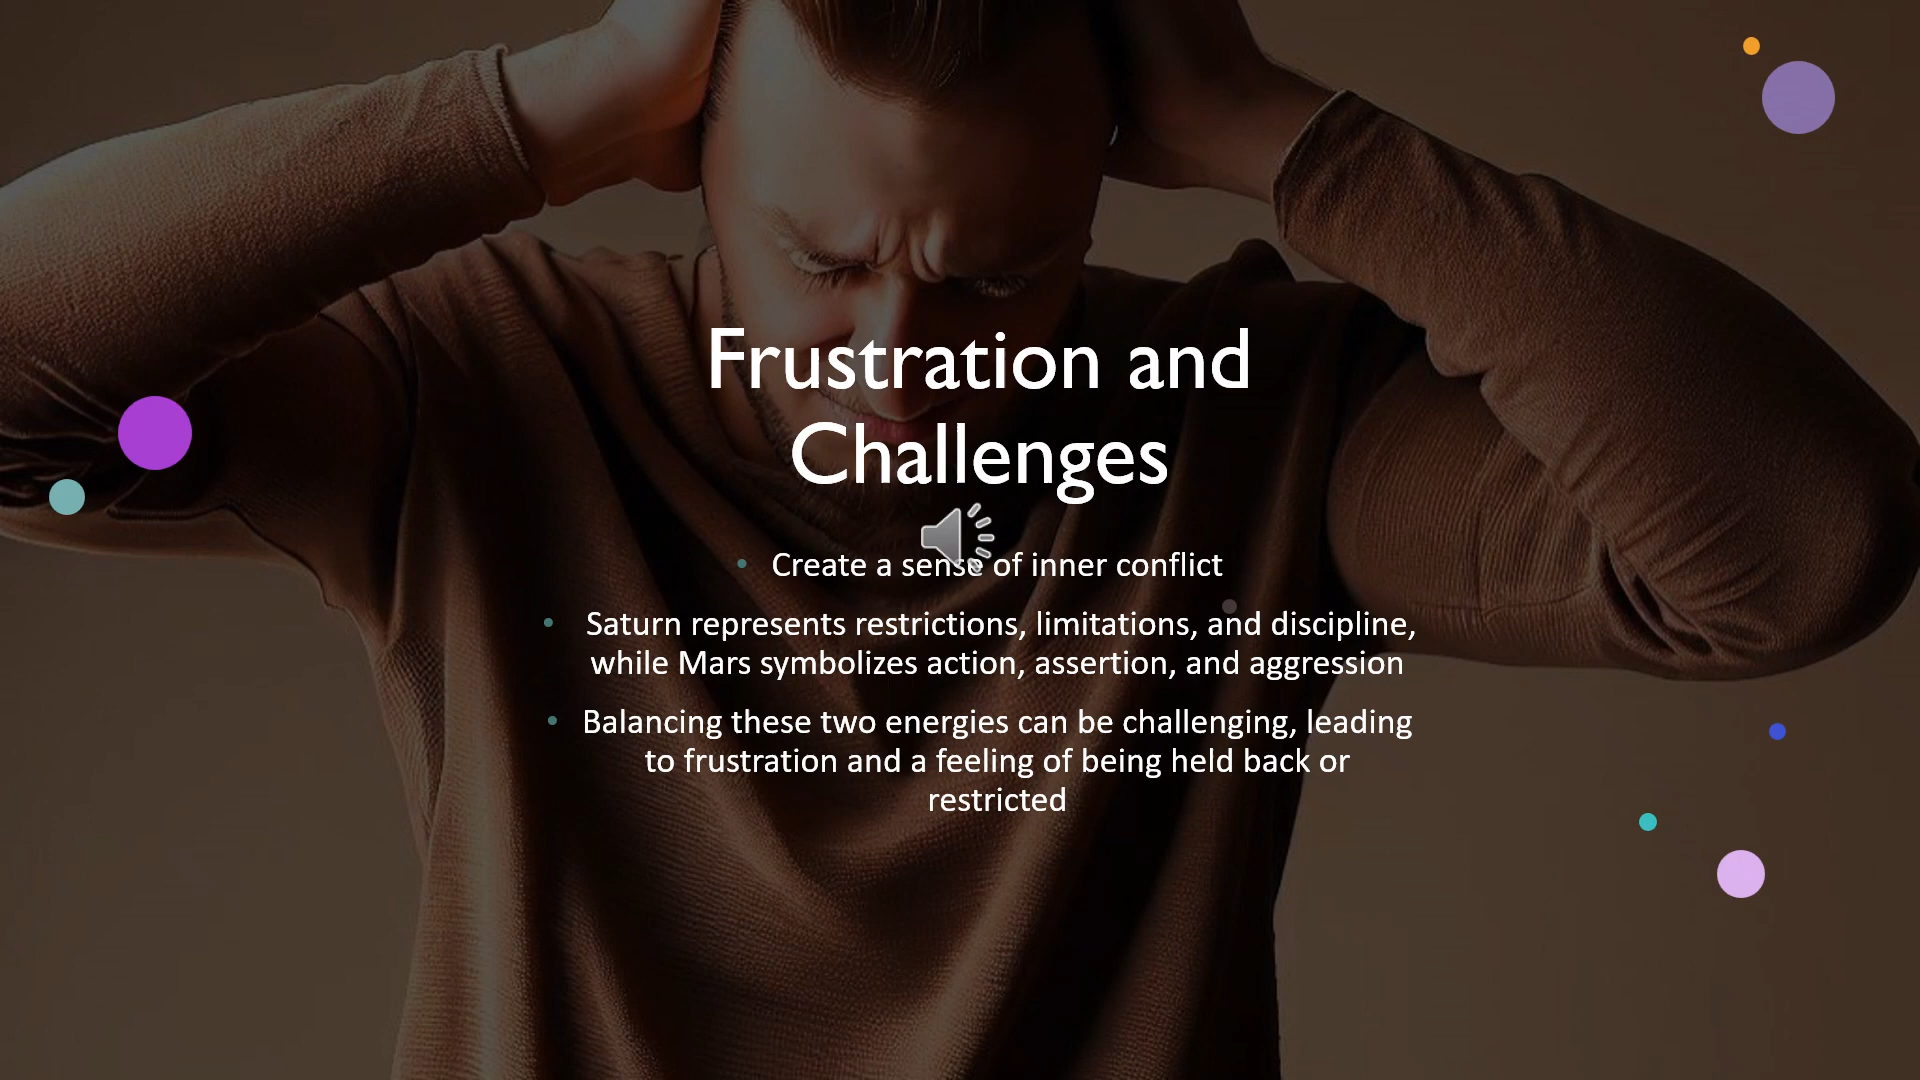 Frustration and
Challenges
• Create a sense of inner conflict
• Saturn represents restrictions, limitations, and discipline,
while Mars symbolizes action, assertion, and aggression
• Balancing these two energies can be challenging, leading
to frustration and a feeling of being held back or
restricted